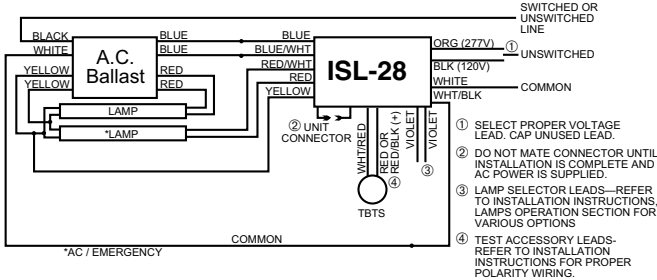 SWITCHED OR
UNSWITCHED
LINE
BLACK
WHITE
YELLOW
YELLOW
A.C.
Ballast
BLUE
BLUE
RED
RED
LAMP
*LAMP
BLUE
BLUE/WHT
RED/WHT
RED
YELLOW
ISL-28
ORG (277V)
①
UNSWITCHED
BLK (120V)
WHITE
COMMON
WHT/BLK
② UNIT
CONNECTOR
WHT/RED
RED OR
RED/BLK (+)
④
VIOLET
VIOLET
③
TBTS
COMMON
*AC / EMERGENCY
① SELECT PROPER VOLTAGE
LEAD. CAP UNUSED LEAD.
② DO NOT MATE CONNECTOR UNTIL
INSTALLATION IS COMPLETE AND
AC POWER IS SUPPLIED.
③ LAMP SELECTOR LEADS—REFER
TO INSTALLATION INSTRUCTIONS,
LAMPS OPERATION SECTION FOR
VARIOUS OPTIONS
④ TEST ACCESSORY LEADS-
REFER TO INSTALLATION
INSTRUCTIONS FOR PROPER
POLARITY WIRING.